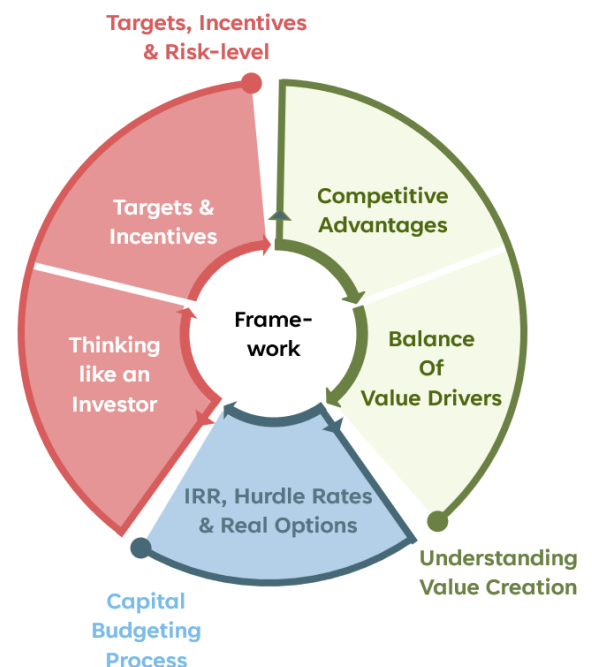 Targets, Incentives
& Risk-level
Competitive
Advantages
Targets &
Incentives
Frame-
work
Balance
Of
Value Drivers
Thinking
like an
Investor
IRR, Hurdle Rates
& Real Options
Understanding
Value Creation
Capital
Budgeting
Process